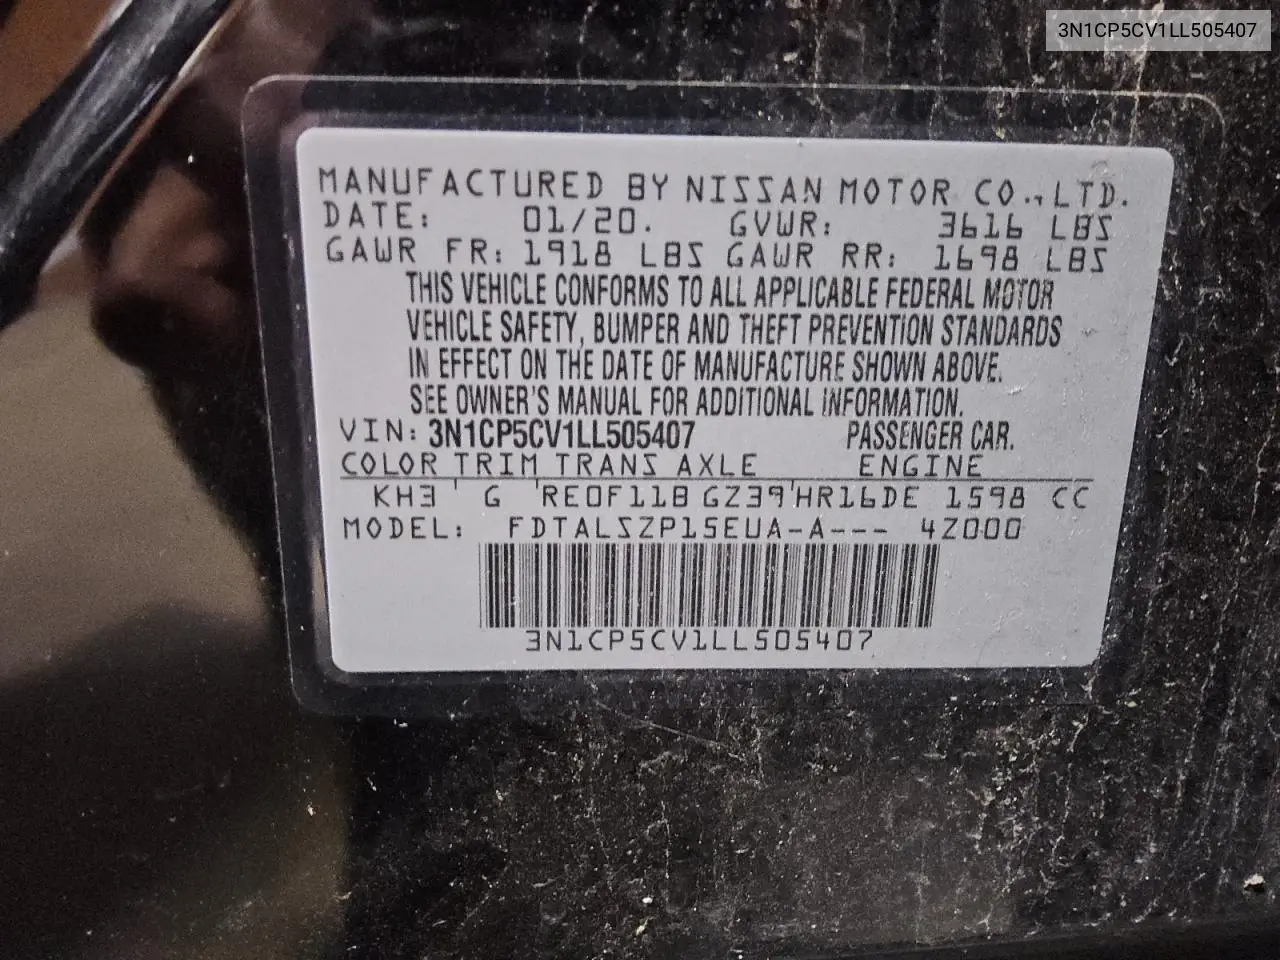 3N1CP5CV1LL505407
MANUFACTURED BY NISSAN MOTOR CO., LTD.
DATE: 01/20. GVWR: 3616 LBS
GAWR FR: 1918 LBS GAWR RR: 1698 LBS
THIS VEHICLE CONFORMS TO ALL APPLICABLE FEDERAL MOTOR
VEHICLE SAFETY, BUMPER AND THEFT PREVENTION STANDARDS
IN EFFECT ON THE DATE OF MANUFACTURE SHOWN ABOVE.
SEE OWNER'S MANUAL FOR ADDITIONAL INFORMATION.
VIN: 3N1CP5CV1LL505407 PASSENGER CAR.
COLOR TRIM TRANS AXLE ENGINE
KH3 ' G 'RE0F11B GZ39'HR16DE 1598 CC
MODEL: FDTALSZP15EUA-A--- 4Z000
3N1CP5CV1LL505407